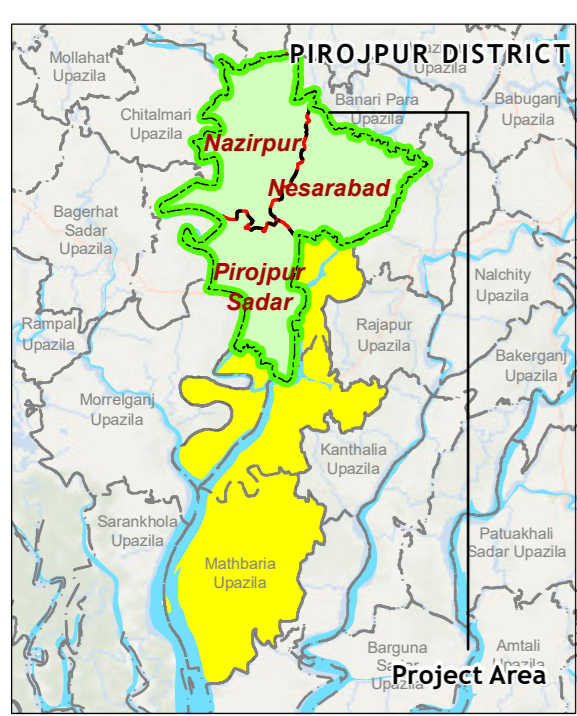 PIROJPUR DISTRICT
Mollahat
Upazila
Upazila
Chitalmari
Upazila
Banari Para
Upazila
Babuganj
Upazila
Nazirpur
Nesarabad
Bagerhat
Sadar
Upazila
Pirojpur
Sadar
Nalchity
Upazila
Rampal
Upazila
Rajapur
Upazila
Bakerganj
Upazila
Morrelganj
Upazila
Kanthalia
Upazila
Sarankhola
Upazila
Patuakhali
Sadar Upazila
Mathbaria
Upazila
Barguna
Sadar
Upazila
Amtali
Upazila
Project Area